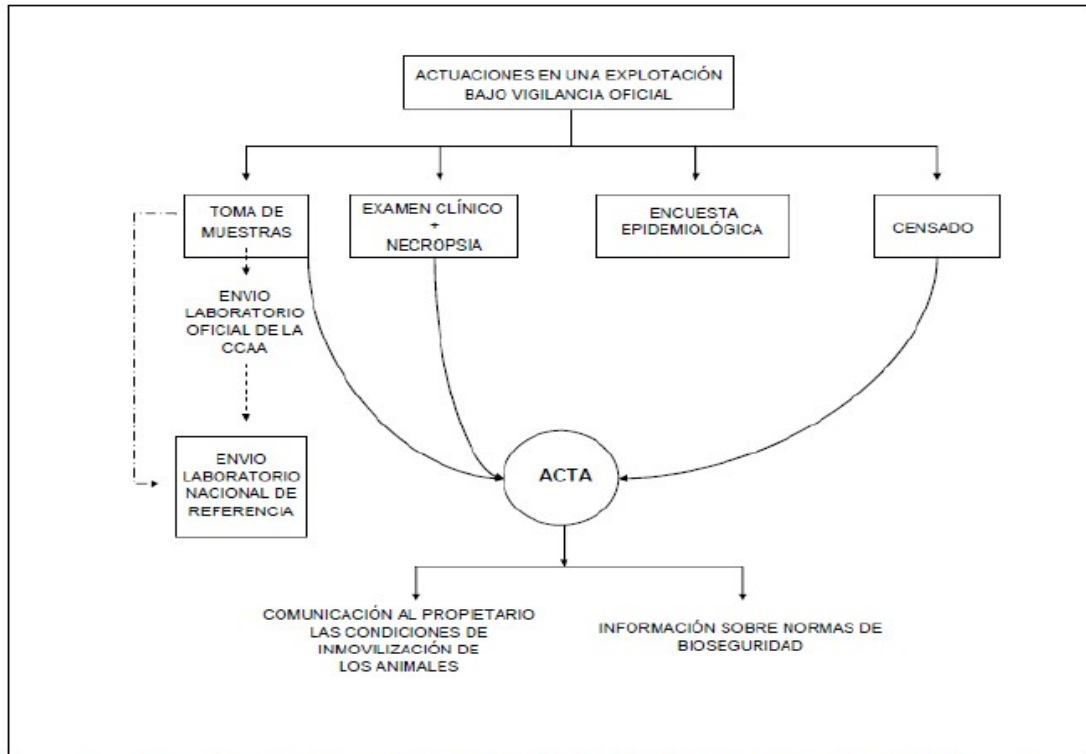 ACTUACIONES EN UNA EXPLOTACIÓN
BAJO VIGILANCIA OFICIAL
TOMA DE
MUESTRAS
EXAMEN CLÍNICO
+
NECROPSIA
ENCUESTA
EPIDEMIOLÓGICA
CENSADO
ENVIO
LABORATORIO
OFICIAL DE LA
CCAA
ENVIO
LABORATORIO
NACIONAL DE
REFERENCIA
ACTA
COMUNICACIÓN AL PROPIETARIO
LAS CONDICIONES DE
INMOVILIZACIÓN DE
LOS ANIMALES
INFORMACIÓN SOBRE NORMAS DE
BIOSEGURIDAD